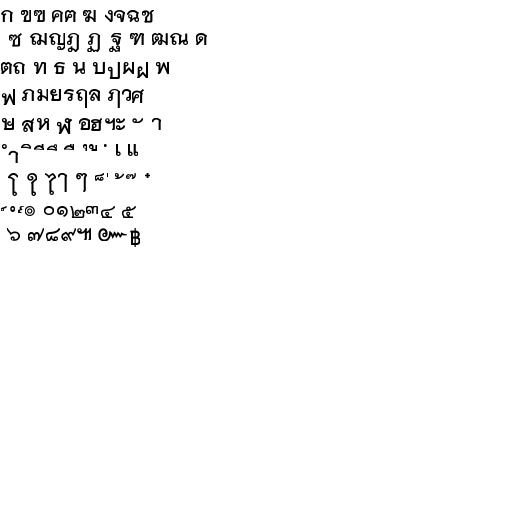 ก ขฃ คฅ ฆ งจฉช
ซ ฌญฎ ฏ ฐ ฑ ฒณ ด
ตถ ท ธ น บปผฝ พ
ฟ ภมยรฤล ฦวศ
ษ สห ฬ อฮฯะ ั า
ำ ิ ี ึ ื ุ ู ฺ เ แ
โ ใ ไๅ ๆ ็ ่ ้ ๊ ๋
์ ํ ๎ ๏ ๐๑๒๓๔ ๕
๖ ๗๘๙๚ ๛฿